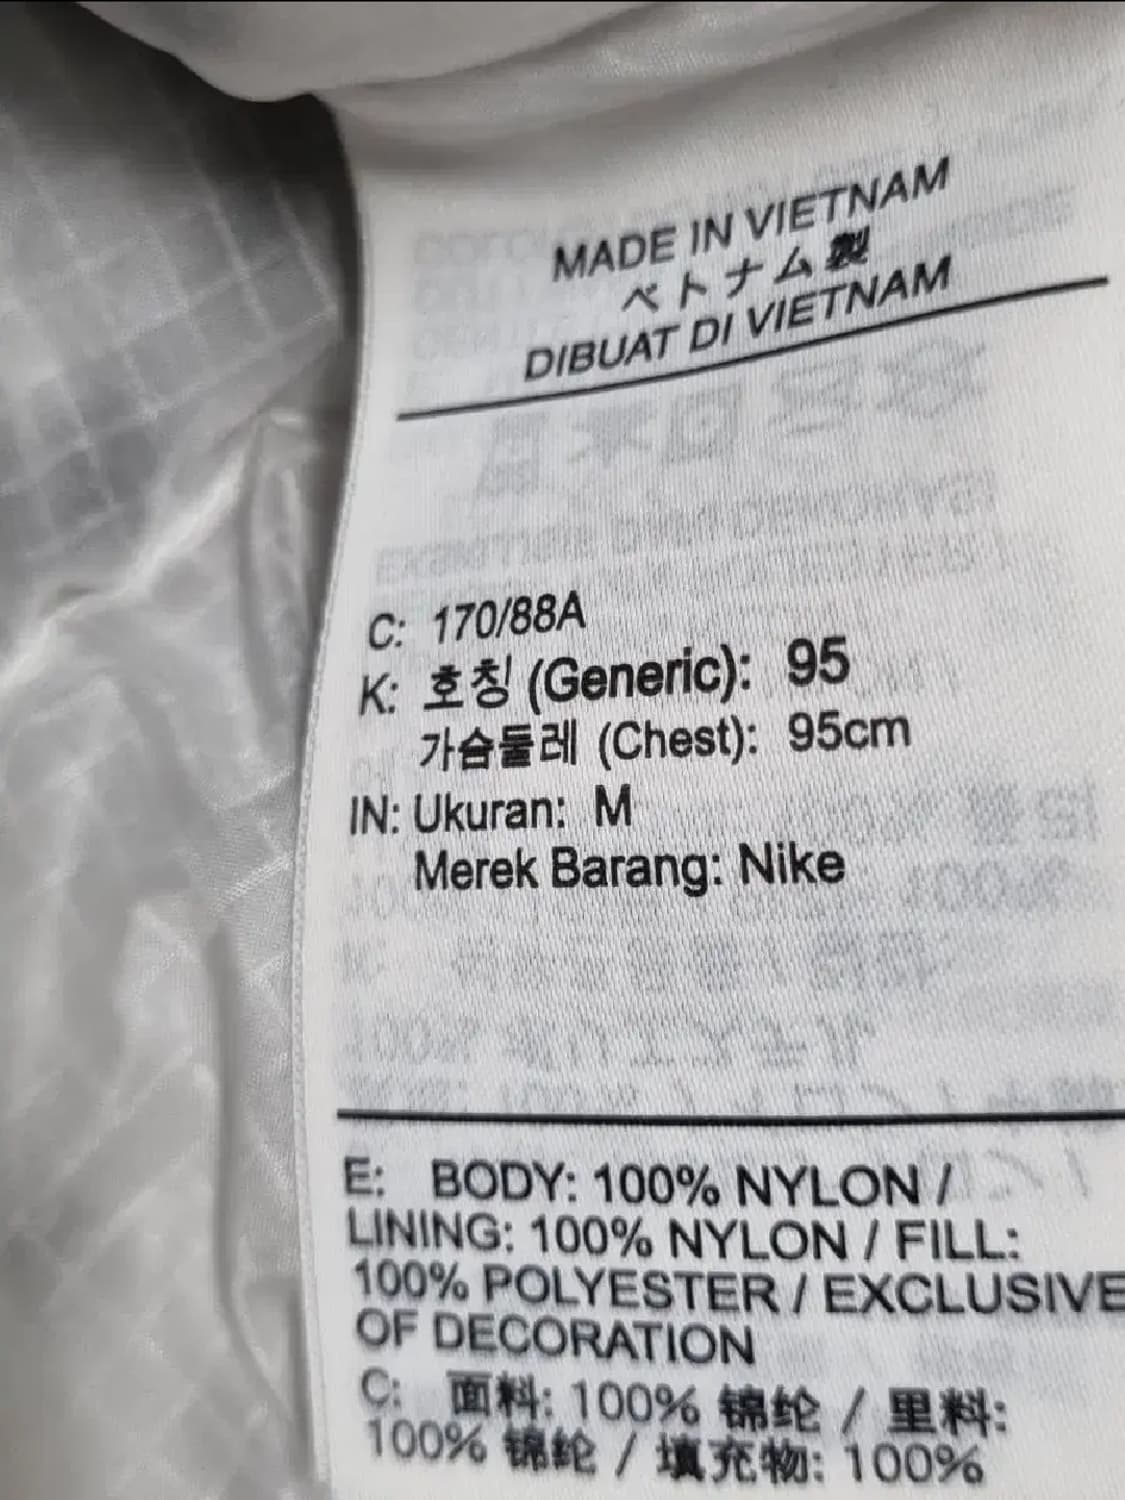 MADE IN VIETNAM
ベトナム製
DIBUAT DI VIETNAM
C: 170/88A
K: 호칭 (Generic): 95
가슴둘레 (Chest): 95cm
IN: Ukuran: M
Merek Barang: Nike
E: BODY: 100% NYLON /
LINING: 100% NYLON / FILL:
100% POLYESTER / EXCLUSIVE
OF DECORATION
C: 面料: 100% 锦纶 / 里料:
100% 锦纶 / 填充物: 100%